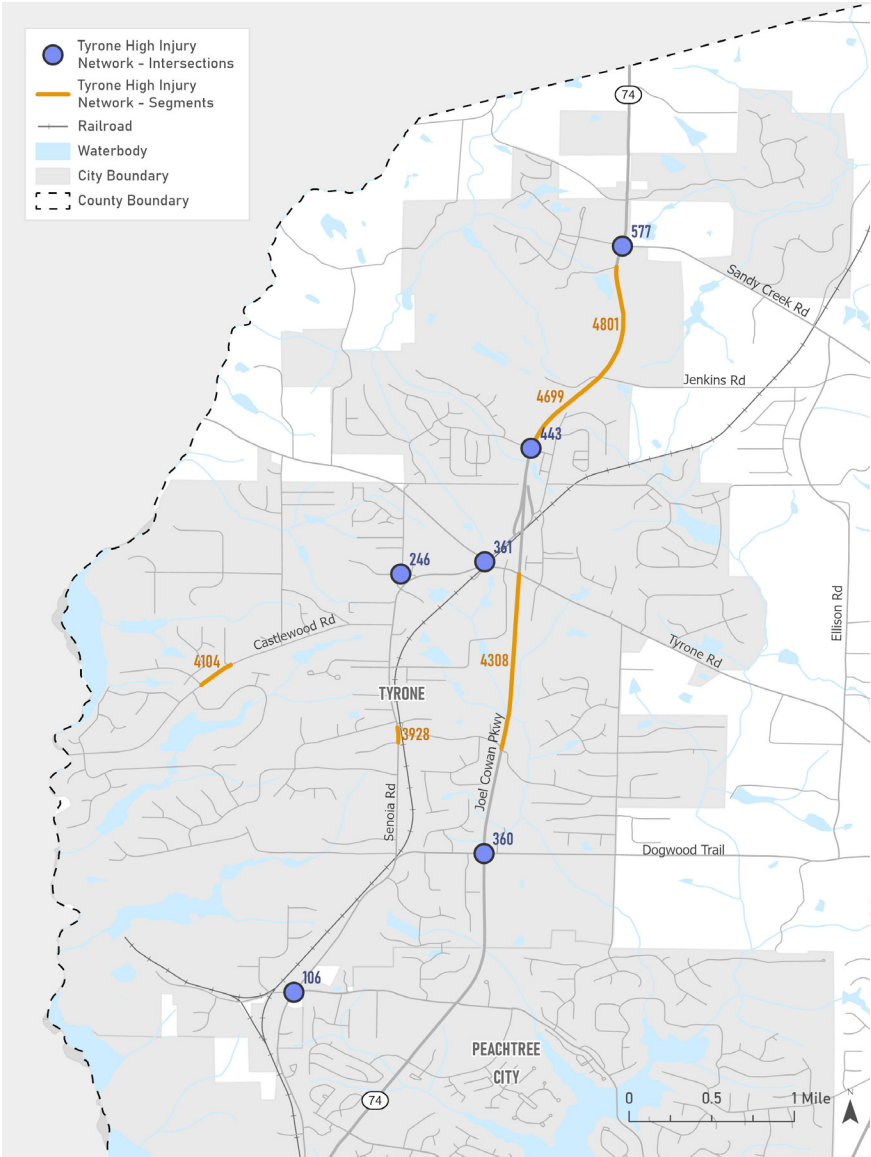 Tyrone High Injury
Network - Intersections
Tyrone High Injury
Network - Segments
Railroad
Waterbody
City Boundary
County Boundary
74
577
Sandy Creek Rd
4801
Jenkins Rd
4699
443
361
246
Ellison Rd
Castlewood Rd
Tyrone Rd
4104
4308
TYRONE
3928
Joel Cowan Pkwy
Senoia Rd
360
Dogwood Trail
106
PEACHTREE
CITY
74
0 0.5 1 Mile
N